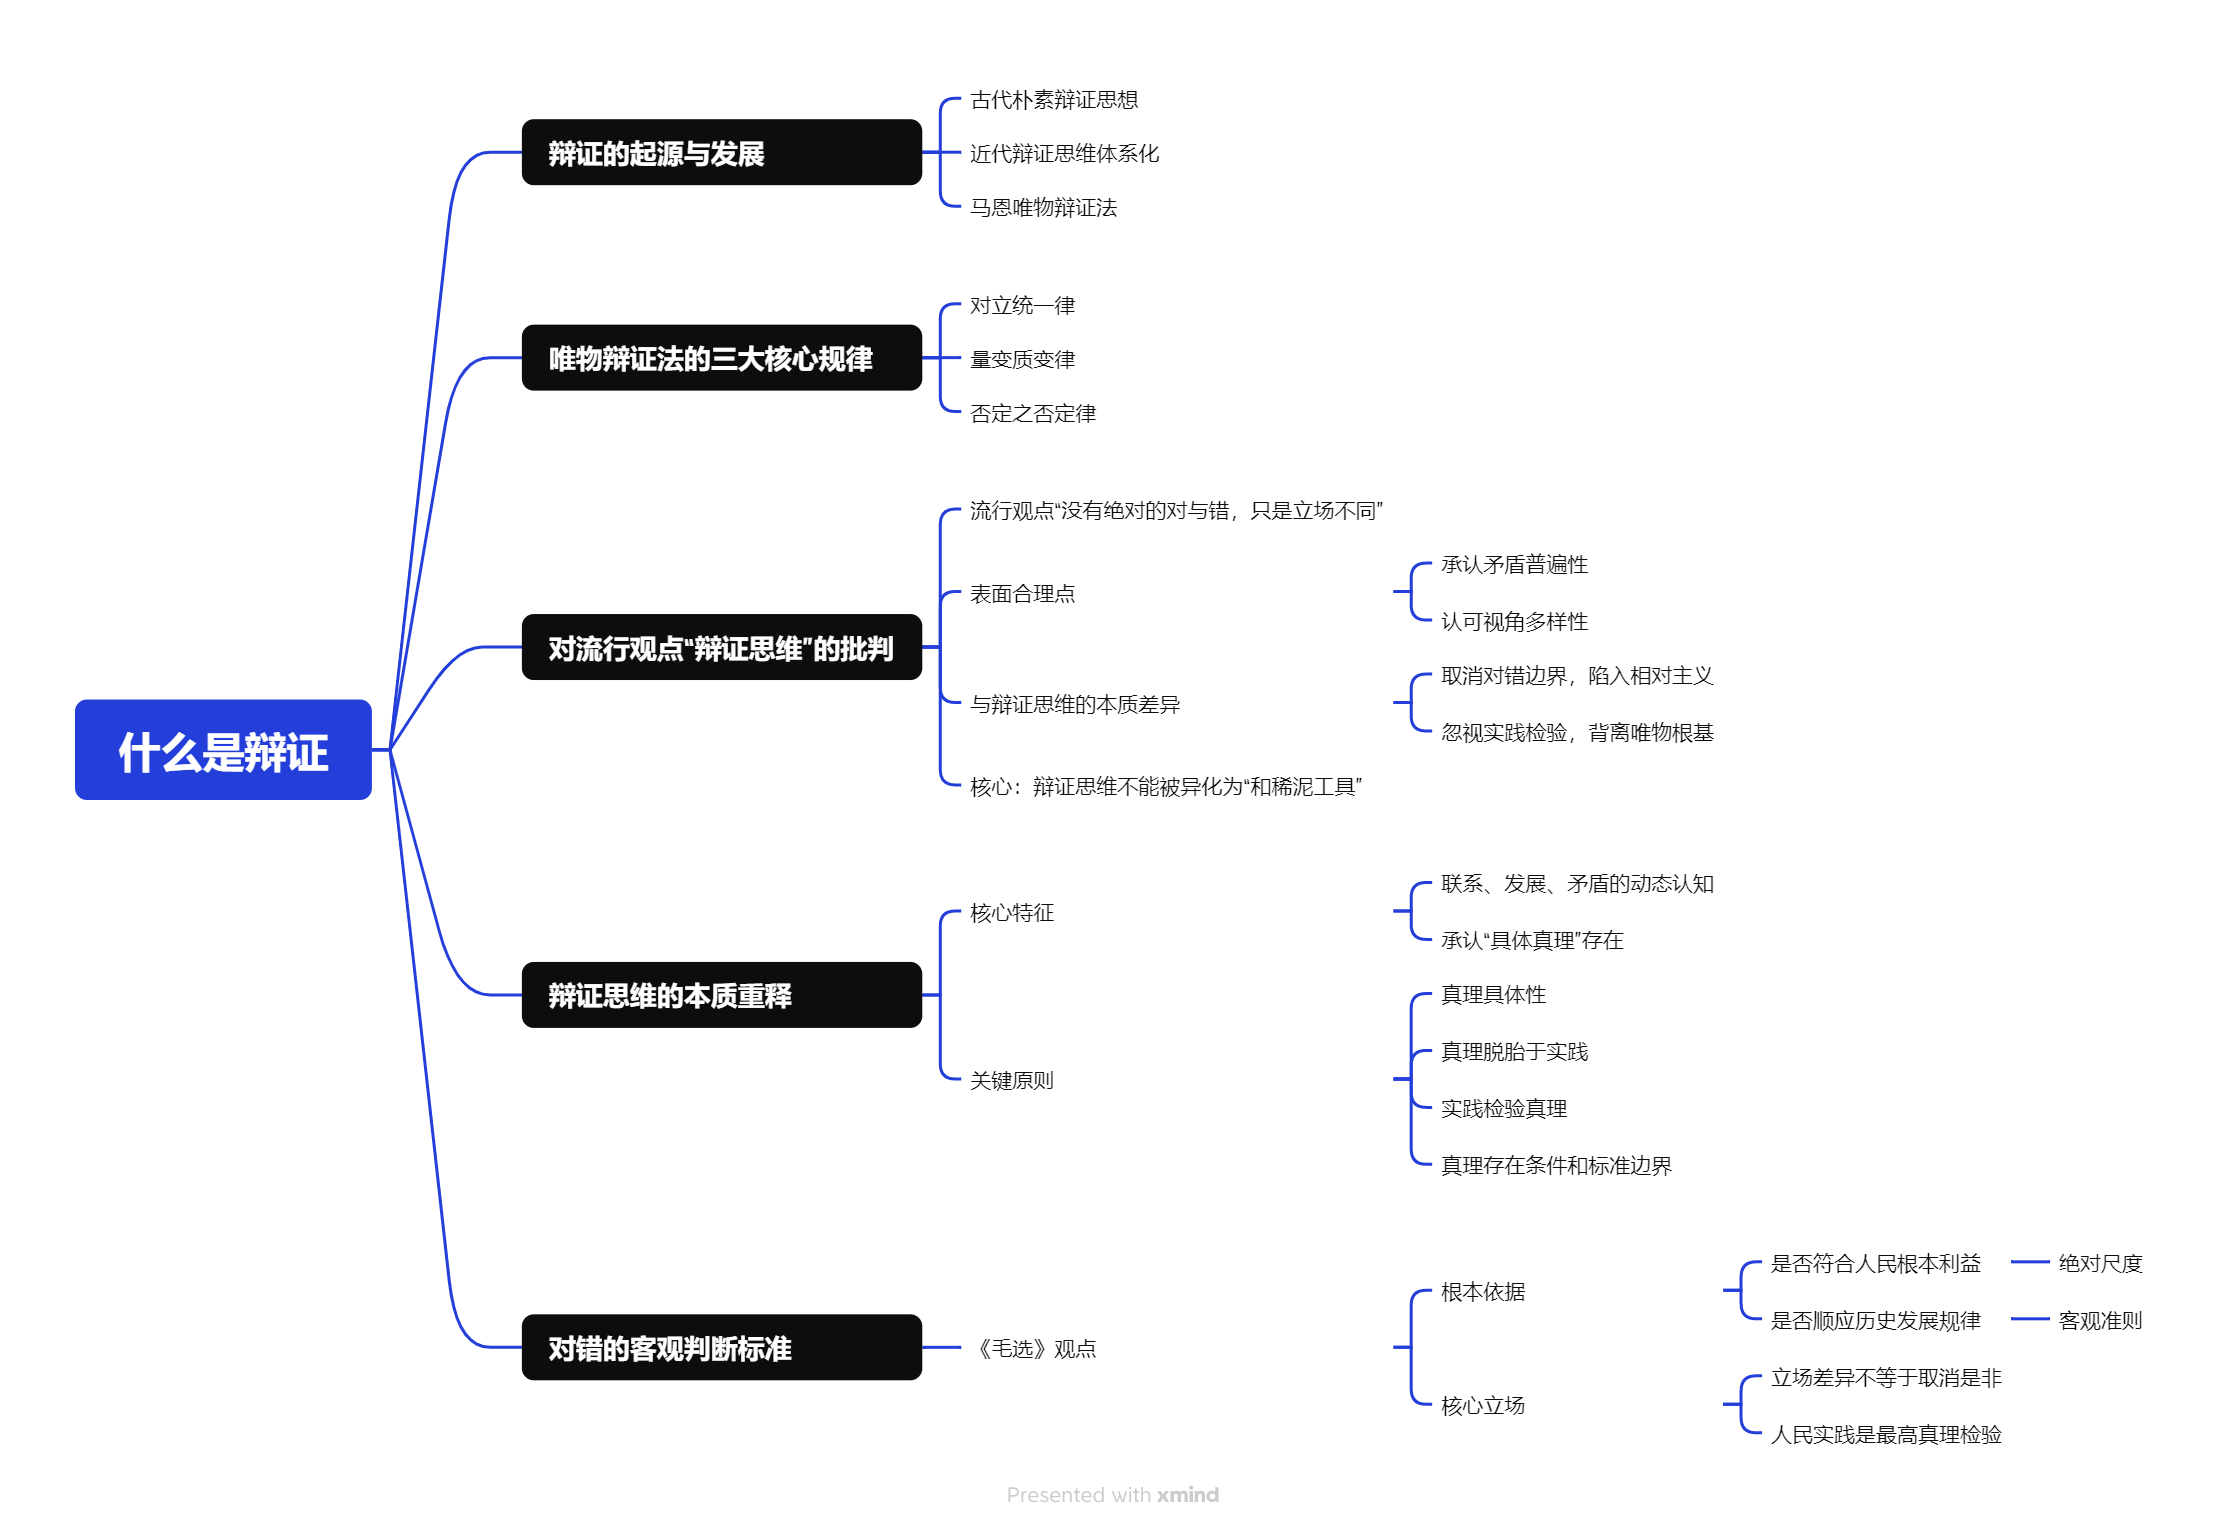 什么是辩证
辩证的起源与发展
古代朴素辩证思想
近代辩证思维体系化
马恩唯物辩证法
唯物辩证法的三大核心规律
对立统一律
量变质变律
否定之否定律
对流行观点“辩证思维”的批判
流行观点“没有绝对的对与错，只是立场不同”
表面合理点
承认矛盾普遍性
认可视角多样性
与辩证思维的本质差异
取消对错边界，陷入相对主义
忽视实践检验，背离唯物根基
核心：辩证思维不能被异化为“和稀泥工具”
辩证思维的本质重释
核心特征
联系、发展、矛盾的动态认知
承认“具体真理”存在
关键原则
真理具体性
真理脱胎于实践
实践检验真理
真理存在条件和标准边界
对错的客观判断标准
《毛选》观点
根本依据
是否符合人民根本利益
绝对尺度
是否顺应历史发展规律
客观准则
核心立场
立场差异不等于取消是非
人民实践是最高真理检验
Presented with xmind